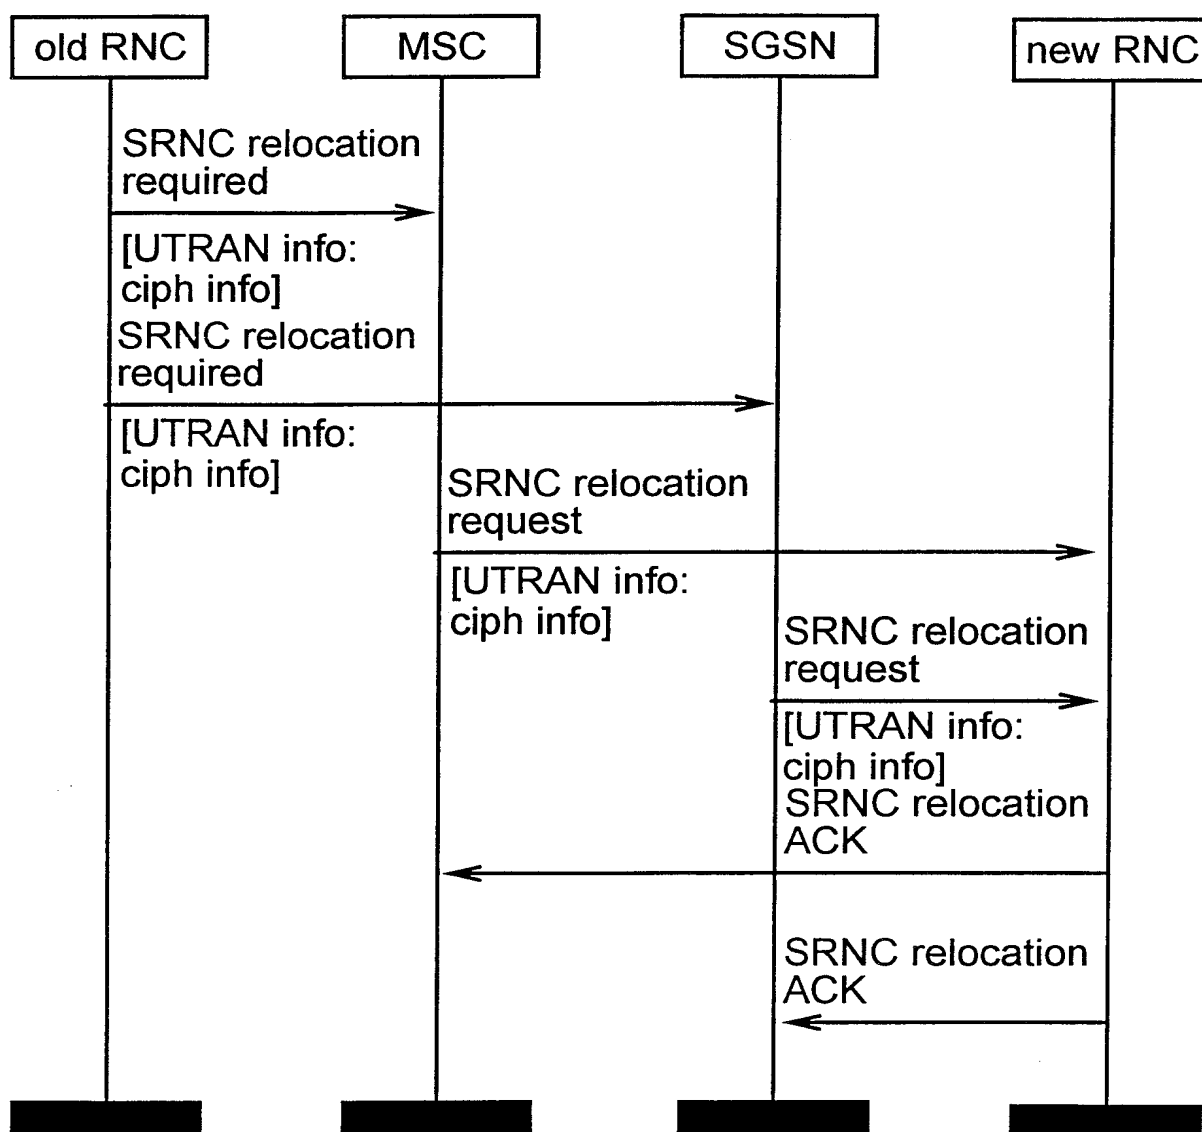 old RNC
MSC
SGSN
new RNC
SRNC relocation
required
[UTRAN info:
ciph info]
SRNC relocation
required
[UTRAN info:
ciph info]
SRNC relocation
request
[UTRAN info:
ciph info]
SRNC relocation
request
[UTRAN info:
ciph info]
SRNC relocation
ACK
SRNC relocation
ACK